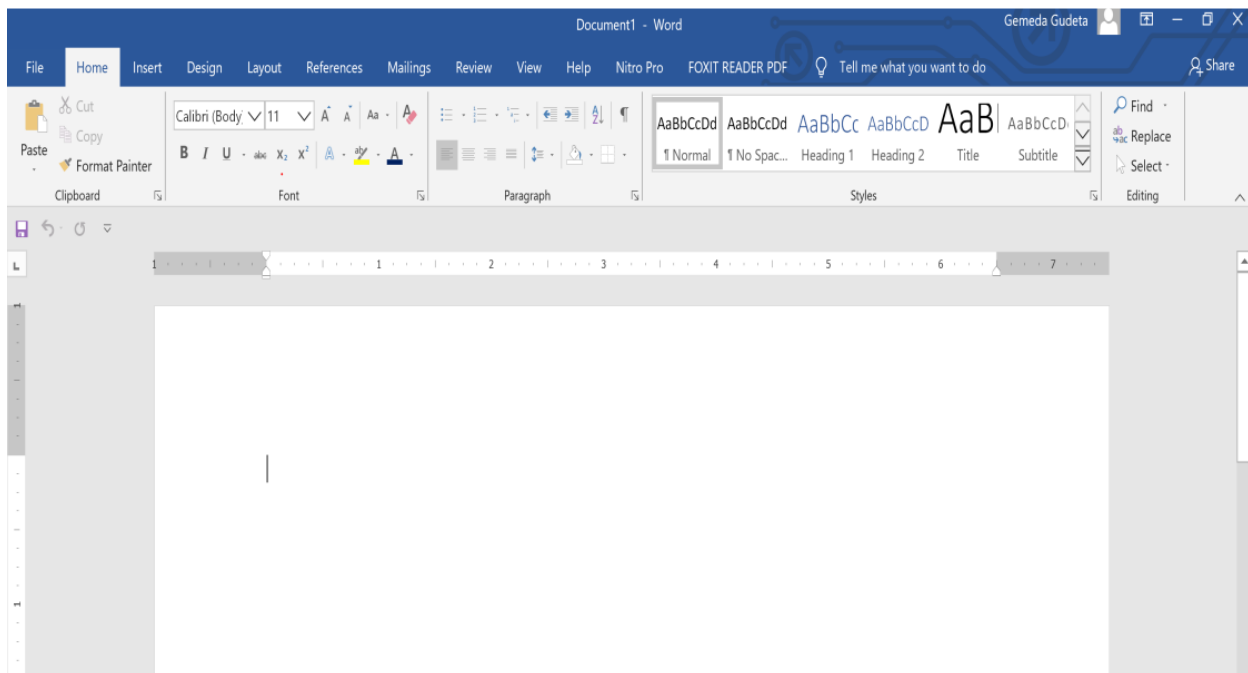 Document1 - Word
Gemeda Gudeta
File Home Insert Design Layout References Mailings Review View Help Nitro Pro FOXIT READER PDF Tell me what you want to do Share
Cut
Copy
Paste
Format Painter
Clipboard
Calibri (Body) 11 A A Aa A
B I U abc X₂ X² A aby A
Font
Paragraph
AaBbCcDd AaBbCcDd AaBbCc AaBbCcD AaB AaBbCcD
¶ Normal ¶ No Spac... Heading 1 Heading 2 Title Subtitle
Styles
Find
Replace
Select
Editing
L
1 1 2 3 4 5 6 7
1
1